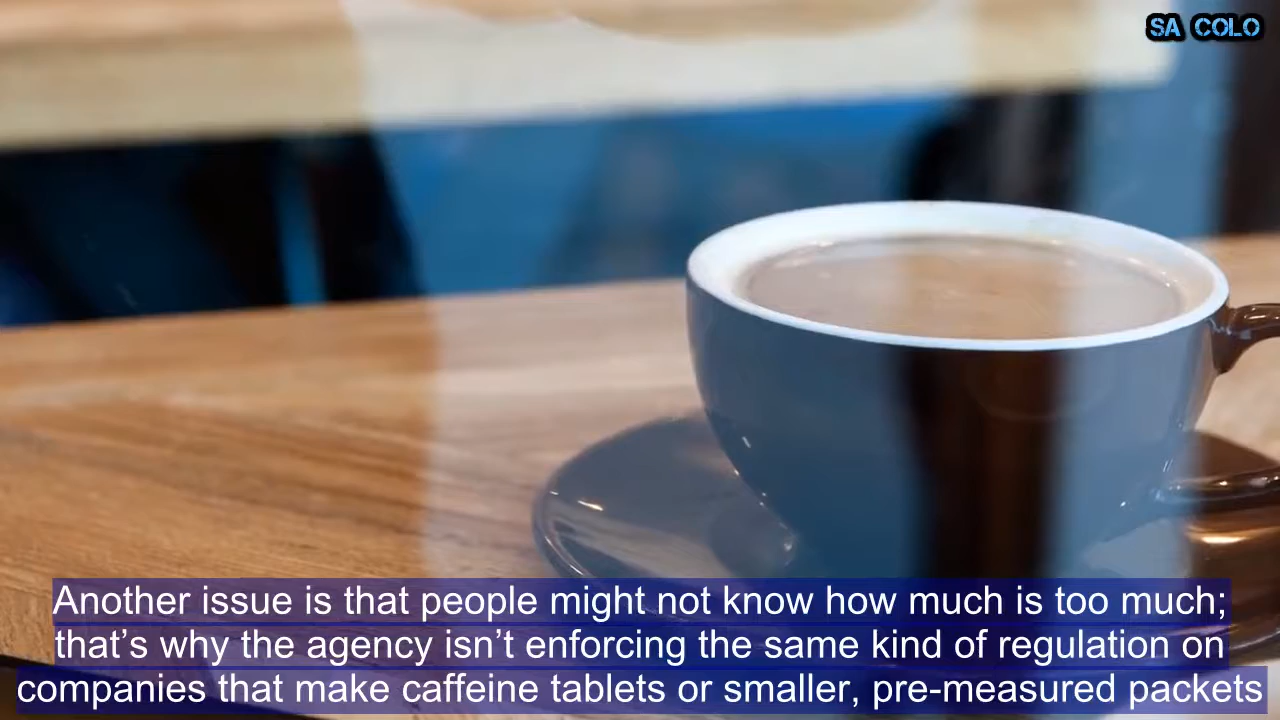 SA COLO
Another issue is that people might not know how much is too much;
that’s why the agency isn’t enforcing the same kind of regulation on
companies that make caffeine tablets or smaller, pre-measured packets